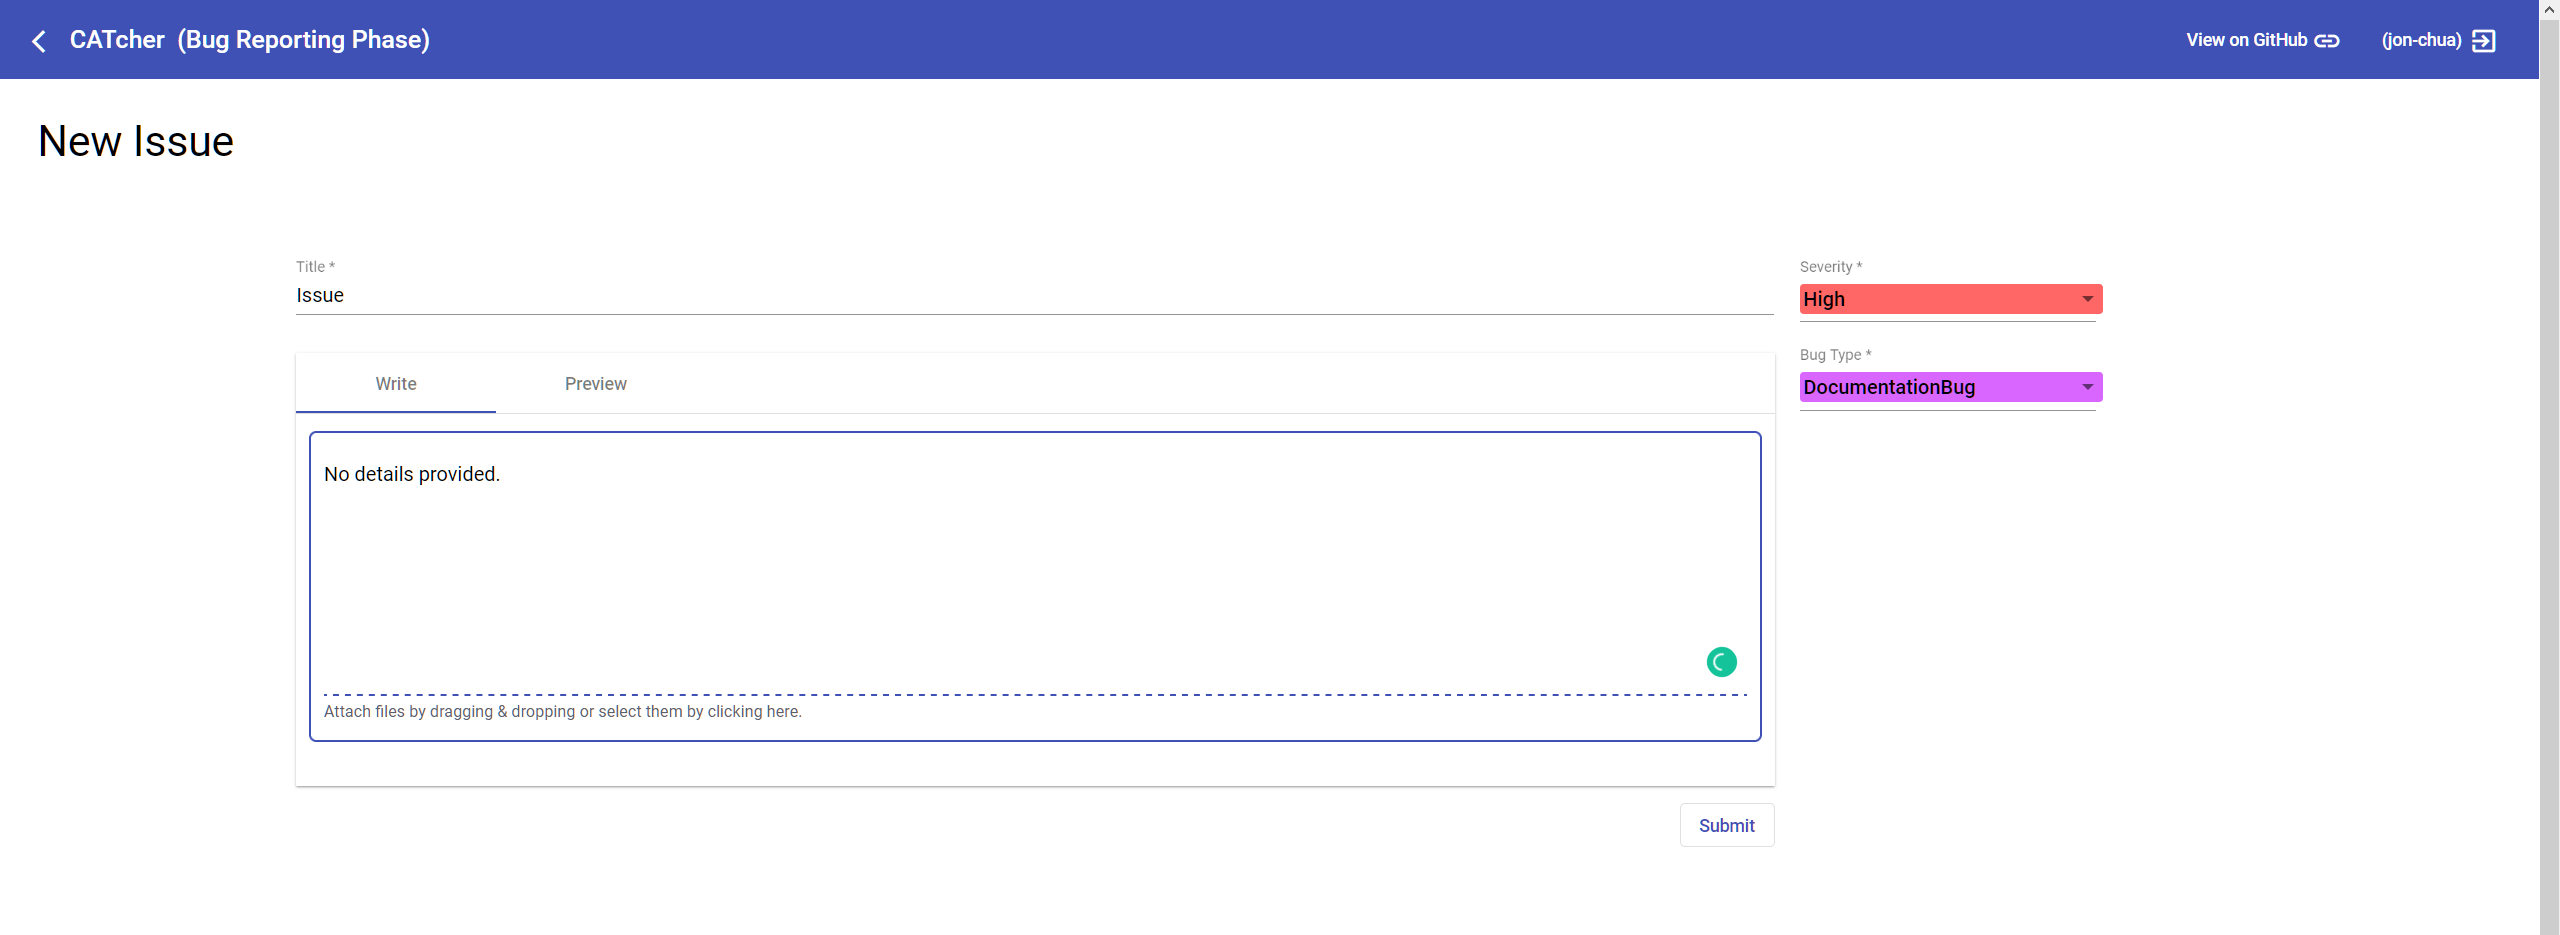 CATcher (Bug Reporting Phase)
View on GitHub
(jon-chua)
New Issue
Title *
Issue
Severity *
High
Bug Type *
DocumentationBug
Write
Preview
No details provided.
Attach files by dragging & dropping or select them by clicking here.
Submit